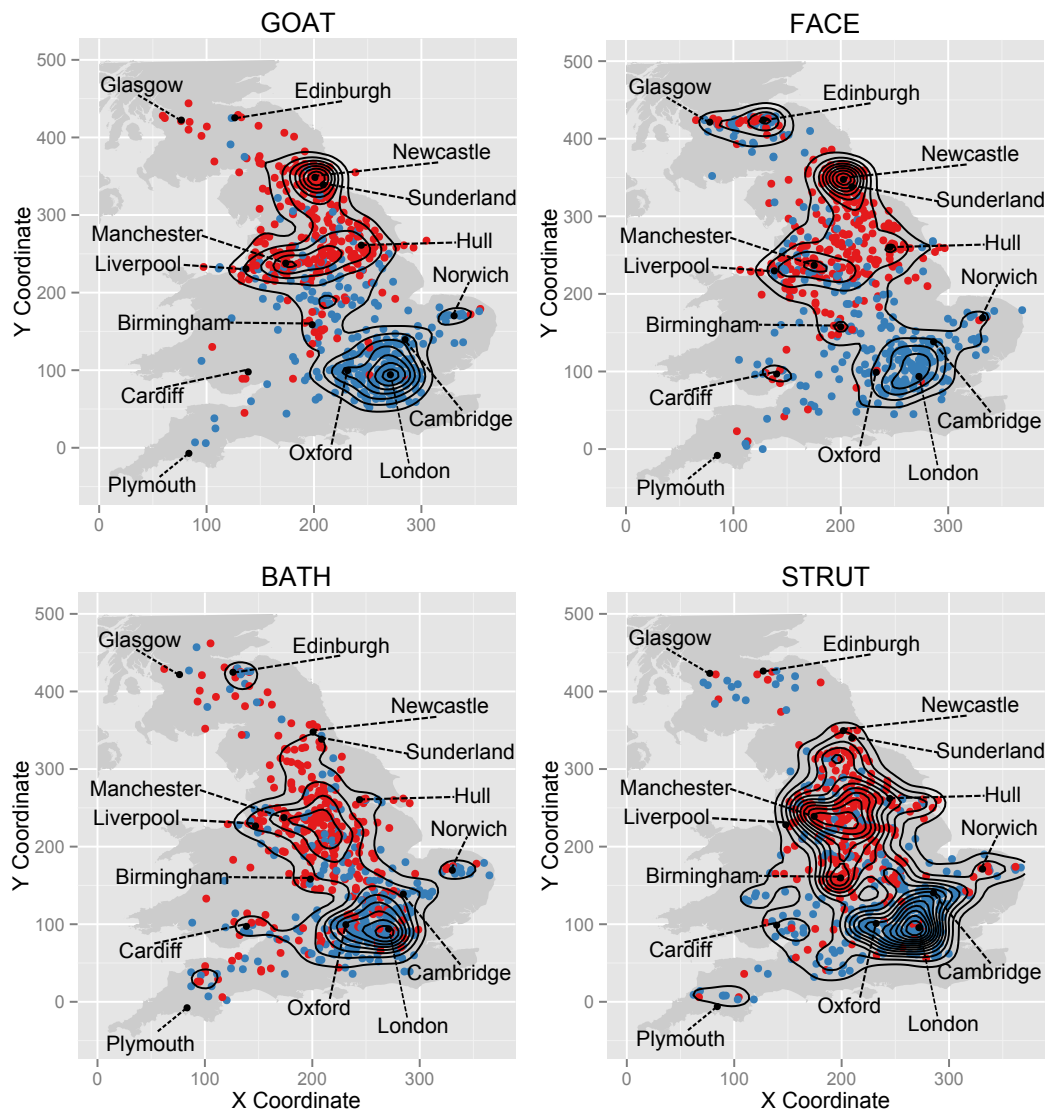 GOAT
500
400
300
200
100
0
Y Coordinate
Glasgow
Edinburgh
Newcastle
Sunderland
Manchester
Hull
Liverpool
Norwich
Birmingham
Cardiff
Cambridge
Oxford
London
Plymouth
0 100 200 300
FACE
500
400
300
200
100
0
Y Coordinate
Glasgow
Edinburgh
Newcastle
Sunderland
Manchester
Hull
Liverpool
Norwich
Birmingham
Cardiff
Cambridge
Oxford
London
Plymouth
0 100 200 300
BATH
500
400
300
200
100
0
Y Coordinate
Glasgow
Edinburgh
Newcastle
Sunderland
Manchester
Hull
Liverpool
Norwich
Birmingham
Cardiff
Cambridge
Oxford
London
Plymouth
0 100 200 300
X Coordinate
STRUT
500
400
300
200
100
0
Y Coordinate
Glasgow
Edinburgh
Newcastle
Sunderland
Manchester
Hull
Liverpool
Norwich
Birmingham
Cardiff
Cambridge
Oxford
London
Plymouth
0 100 200 300
X Coordinate